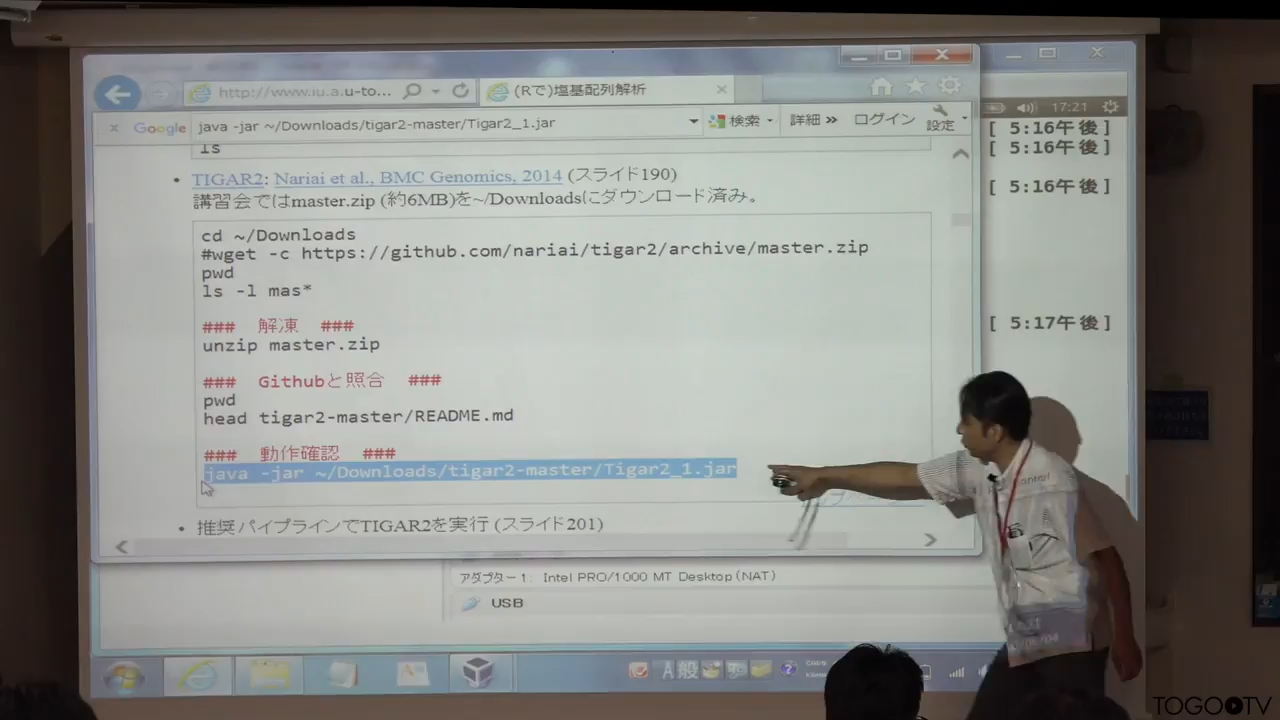 http://www.iu.a.u-to...
(Rで)塩基配列解析
Google
java -jar ~/Downloads/tigar2-master/Tigar2_1.jar
検索
詳細 »
ログイン
設定
17:21
[ 5:16午後]
[ 5:16午後]
[ 5:16午後]
[ 5:17午後]
ls
• TIGAR2: Nariai et al., BMC Genomics, 2014 (スライド190)
講習会ではmaster.zip (約6MB)を~/Downloadsにダウンロード済み。
cd ~/Downloads
#wget -c https://github.com/nariai/tigar2/archive/master.zip
pwd
ls -l mas*
### 解凍 ###
unzip master.zip
### Githubと照合 ###
pwd
head tigar2-master/README.md
### 動作確認 ###
java -jar ~/Downloads/tigar2-master/Tigar2_1.jar
• 推奨パイプラインでTIGAR2を実行 (スライド201)
アダプター 1: Intel PRO/1000 MT Desktop (NAT)
USB
A 般
TOGO TV